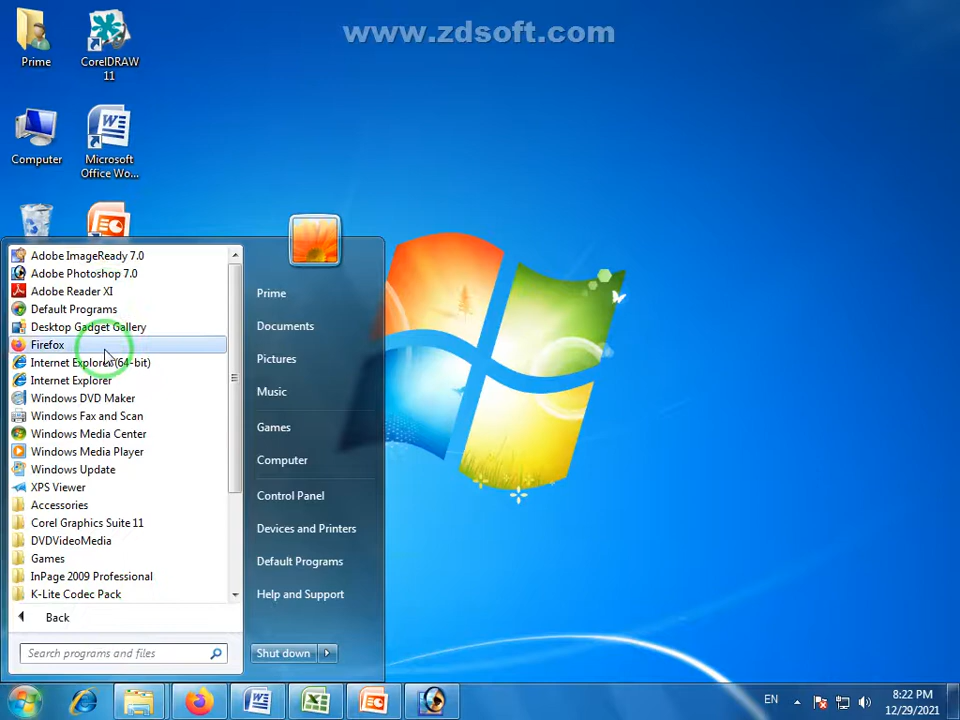 www.zdsoft.com
Prime
CorelDRAW
11
Computer
Microsoft
Office Wo...
Adobe ImageReady 7.0
Adobe Photoshop 7.0
Adobe Reader XI
Default Programs
Desktop Gadget Gallery
Firefox
Internet Explorer (64-bit)
Internet Explorer
Windows DVD Maker
Windows Fax and Scan
Windows Media Center
Windows Media Player
Windows Update
XPS Viewer
Accessories
Corel Graphics Suite 11
DVDVideoMedia
Games
InPage 2009 Professional
K-Lite Codec Pack
Back
Search programs and files
Prime
Documents
Pictures
Music
Games
Computer
Control Panel
Devices and Printers
Default Programs
Help and Support
Shut down
EN
8:22 PM
12/29/2021